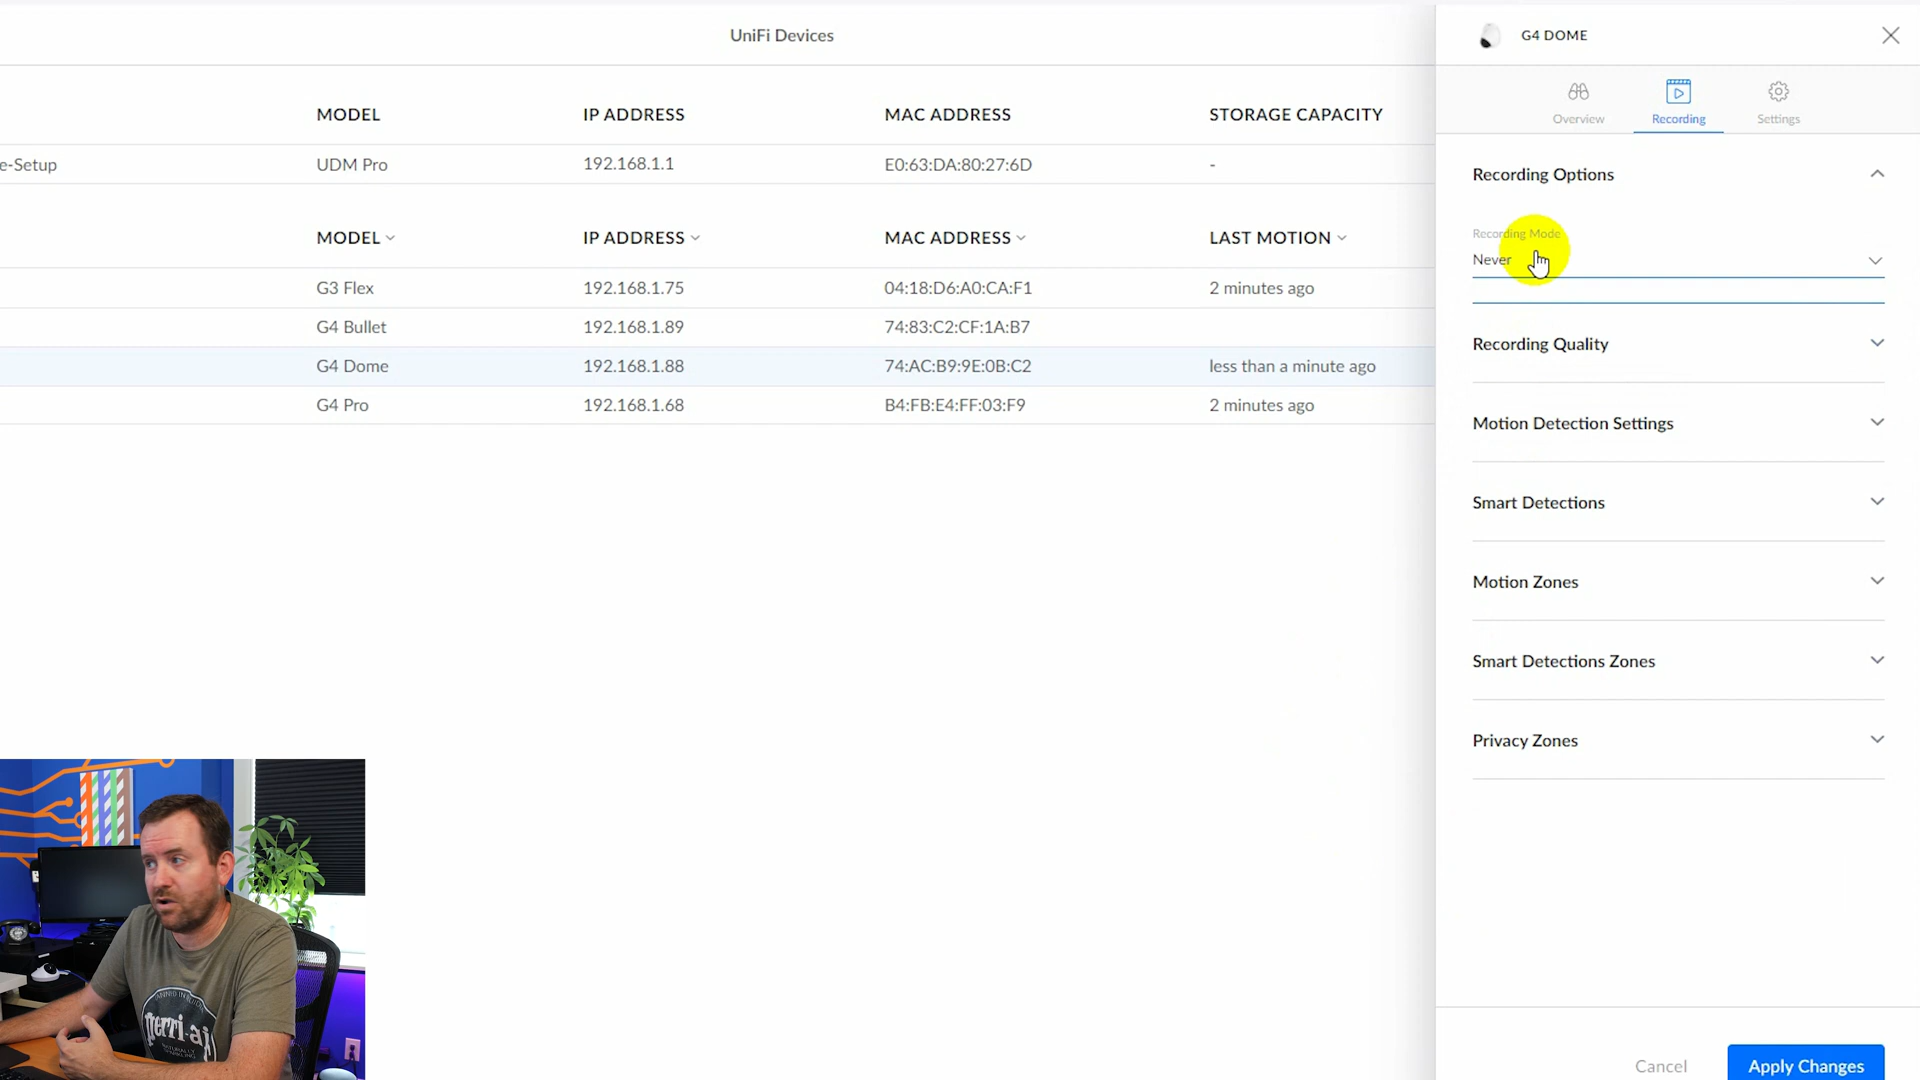 UniFi Devices
G4 DOME
Overview
Recording
Settings
MODEL
IP ADDRESS
MAC ADDRESS
STORAGE CAPACITY
e-Setup
UDM Pro
192.168.1.1
E0:63:DA:80:27:6D
-
MODEL
IP ADDRESS
MAC ADDRESS
LAST MOTION
G3 Flex
192.168.1.75
04:18:D6:A0:CA:F1
2 minutes ago
G4 Bullet
192.168.1.89
74:83:C2:CF:1A:B7
G4 Dome
192.168.1.88
74:AC:B9:9E:0B:C2
less than a minute ago
G4 Pro
192.168.1.68
B4:FB:E4:FF:03:F9
2 minutes ago
Recording Options
Recording Mode
Never
Recording Quality
Motion Detection Settings
Smart Detections
Motion Zones
Smart Detections Zones
Privacy Zones
Cancel
Apply Changes